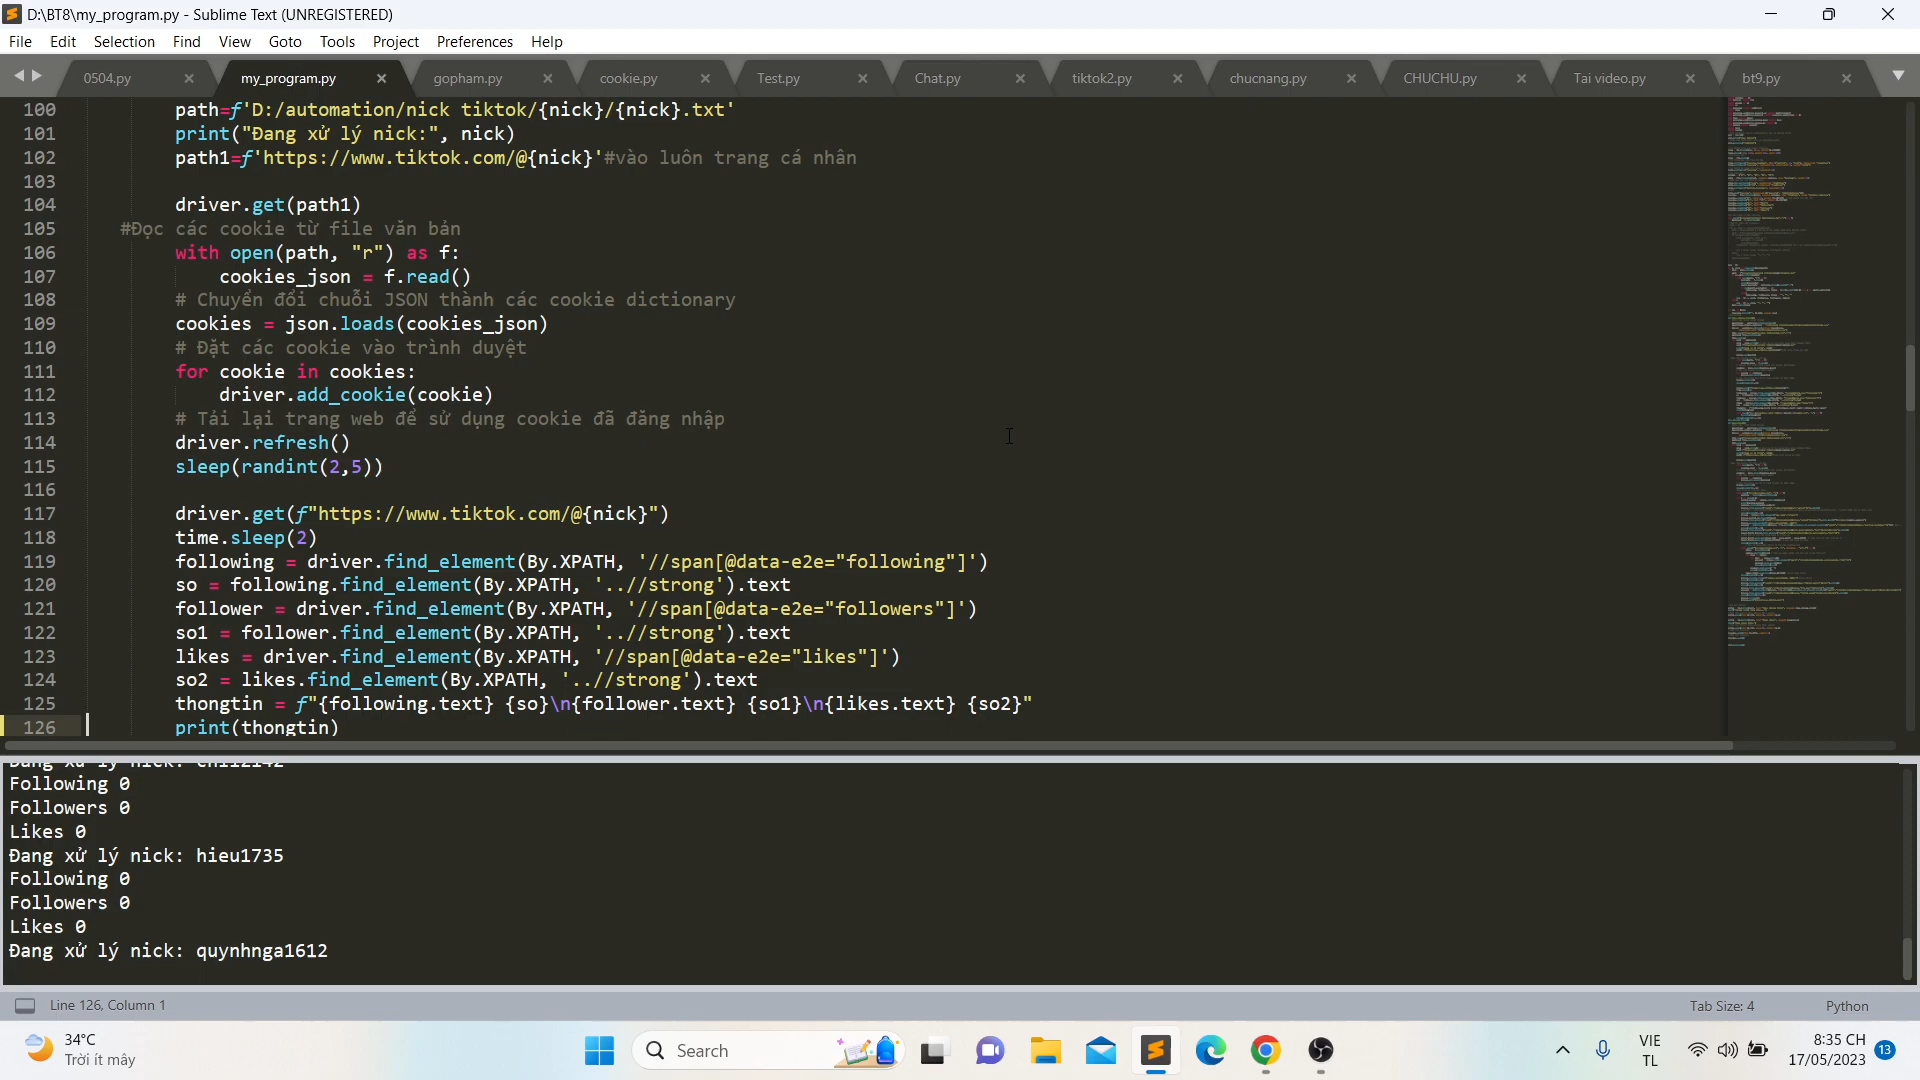 D:\BT8\my_program.py - Sublime Text (UNREGISTERED)
File Edit Selection Find View Goto Tools Project Preferences Help
0504.py my_program.py gopham.py cookie.py Test.py Chat.py tiktok2.py chucnang.py CHUCHU.py Tai video.py bt9.py
100 path=f'D:/automation/nick tiktok/{nick}/{nick}.txt'
101 print("Đang xử lý nick:", nick)
102 path1=f'https://www.tiktok.com/@{nick}'#vào luôn trang cá nhân
103
104 driver.get(path1)
105 #Đọc các cookie từ file văn bản
106 with open(path, "r") as f:
107 cookies_json = f.read()
108 # Chuyển đổi chuỗi JSON thành các cookie dictionary
109 cookies = json.loads(cookies_json)
110 # Đặt các cookie vào trình duyệt
111 for cookie in cookies:
112 driver.add_cookie(cookie)
113 # Tải lại trang web để sử dụng cookie đã đăng nhập
114 driver.refresh()
115 sleep(randint(2,5))
116
117 driver.get(f"https://www.tiktok.com/@{nick}")
118 time.sleep(2)
119 following = driver.find_element(By.XPATH, '//span[@data-e2e="following"]')
120 so = following.find_element(By.XPATH, '..//strong').text
121 follower = driver.find_element(By.XPATH, '//span[@data-e2e="followers"]')
122 so1 = follower.find_element(By.XPATH, '..//strong').text
123 likes = driver.find_element(By.XPATH, '//span[@data-e2e="likes"]')
124 so2 = likes.find_element(By.XPATH, '..//strong').text
125 thongtin = f"{following.text} {so}\n{follower.text} {so1}\n{likes.text} {so2}"
126 print(thongtin)
Đang xử lý nick:
Following 0
Followers 0
Likes 0
Đang xử lý nick: hieu1735
Following 0
Followers 0
Likes 0
Đang xử lý nick: quynhnga1612
Line 126, Column 1 Tab Size: 4 Python
34°C
Trời ít mây
Search
VIE
TL
8:35 CH
17/05/2023
13